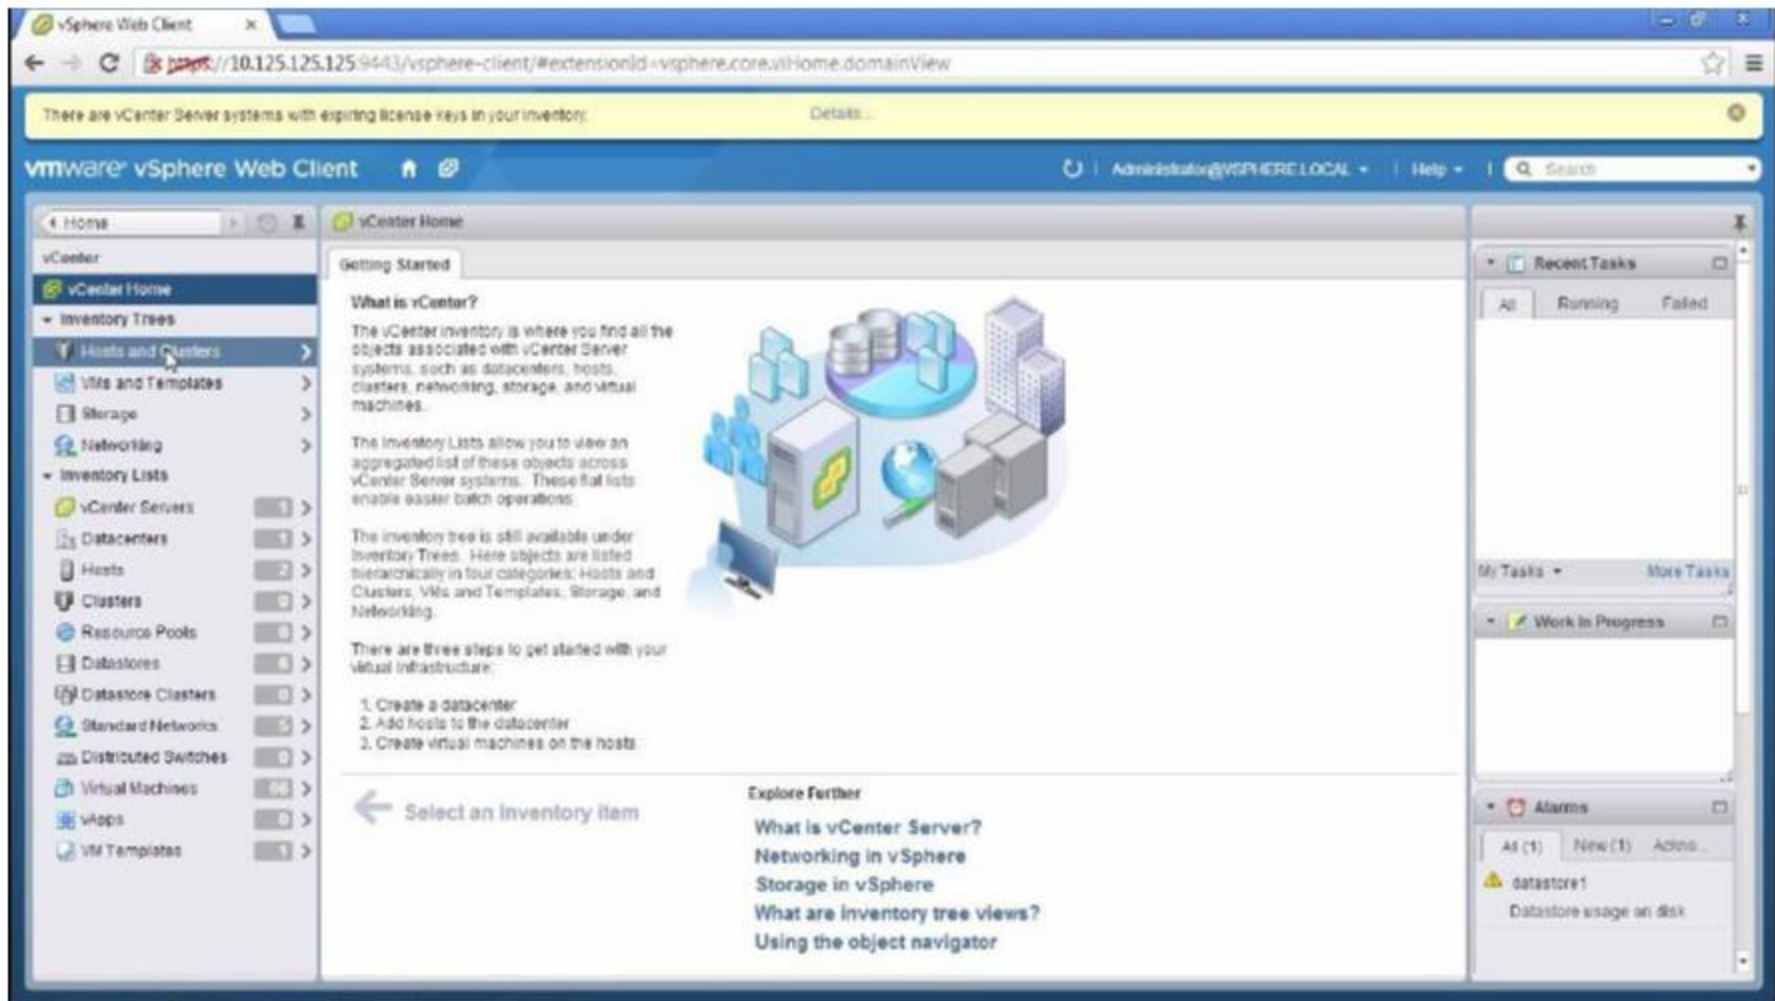 vSphere Web Client
https://10.125.125.125:9443/vsphere-client/#extensionId=vsphere.core.viHome.domainView
There are vCenter Server systems with expiring license keys in your inventory. Details...
vmware® vSphere Web Client
Administrator@VSPHERE.LOCAL
Help
Search
Home
vCenter
vCenter Home
Inventory Trees
Hosts and Clusters
VMs and Templates
Storage
Networking
Inventory Lists
vCenter Servers 1
Datacenters 1
Hosts 2
Clusters 0
Resource Pools
Datastores
Datastore Clusters 0
Standard Networks
Distributed Switches 0
Virtual Machines
vApps 0
VM Templates 1
vCenter Home
Getting Started
What is vCenter?
The vCenter inventory is where you find all the
objects associated with vCenter Server
systems, such as datacenters, hosts,
clusters, networking, storage, and virtual
machines.
The Inventory Lists allow you to view an
aggregated list of these objects across
vCenter Server systems. These flat lists
enable easier batch operations.
The inventory tree is still available under
Inventory Trees. Here objects are listed
hierarchically in four categories: Hosts and
Clusters, VMs and Templates, Storage, and
Networking.
There are three steps to get started with your
virtual infrastructure:
1. Create a datacenter
2. Add hosts to the datacenter
3. Create virtual machines on the hosts
Select an Inventory item
Explore Further
What is vCenter Server?
Networking in vSphere
Storage in vSphere
What are inventory tree views?
Using the object navigator
Recent Tasks
All Running Failed
My Tasks More Tasks
Work In Progress
Alarms
All (1) New (1) Ackno...
datastore1
Datastore usage on disk